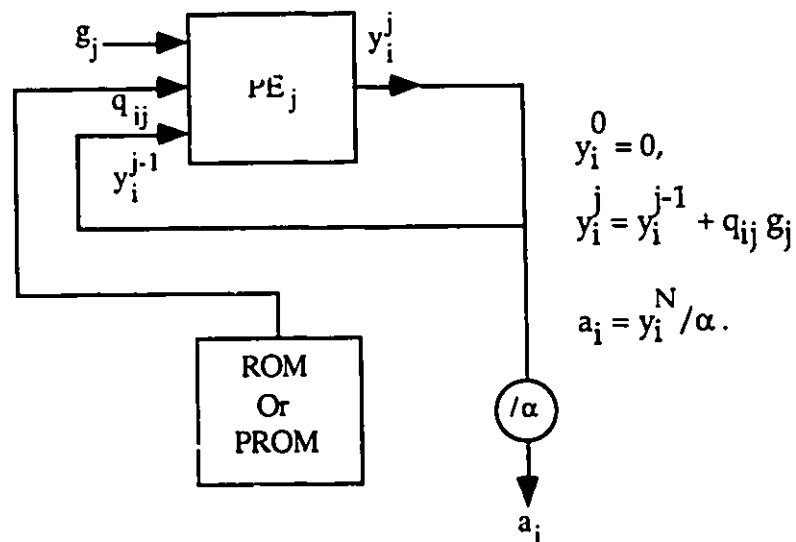 g_j
q_ij
y_i^{j-1}
PE_j
y_i^j
y_i^0 = 0,
y_i^j = y_i^{j-1} + q_ij g_j
a_i = y_i^N /α.
ROM
Or
PROM
/α
a_i